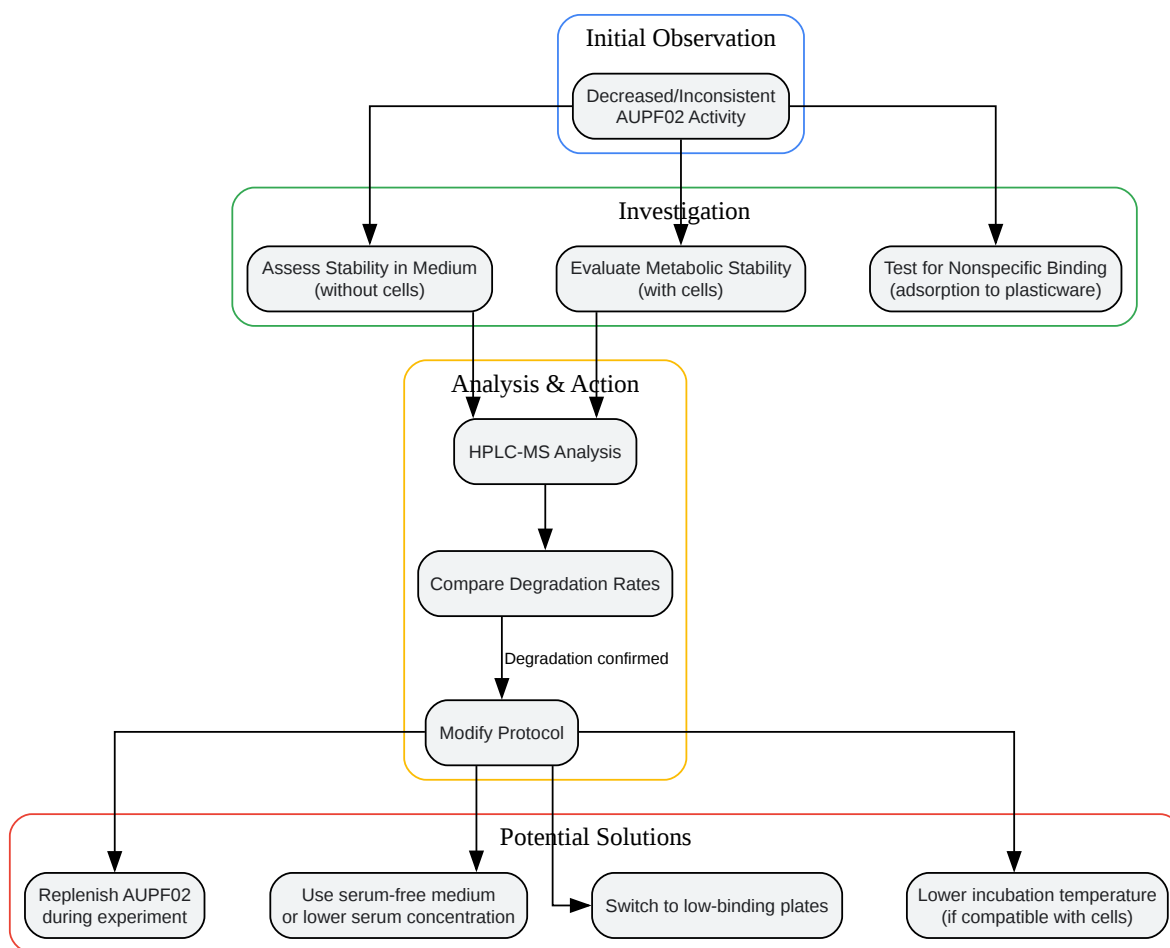 Initial Observation
Decreased/Inconsistent
AUPF02 Activity
Investigation
Assess Stability in Medium
(without cells)
Evaluate Metabolic Stability
(with cells)
Test for Nonspecific Binding
(adsorption to plasticware)
Analysis & Action
HPLC-MS Analysis
Compare Degradation Rates
Degradation confirmed
Modify Protocol
Potential Solutions
Replenish AUPF02
during experiment
Use serum-free medium
or lower serum concentration
Switch to low-binding plates
Lower incubation temperature
(if compatible with cells)